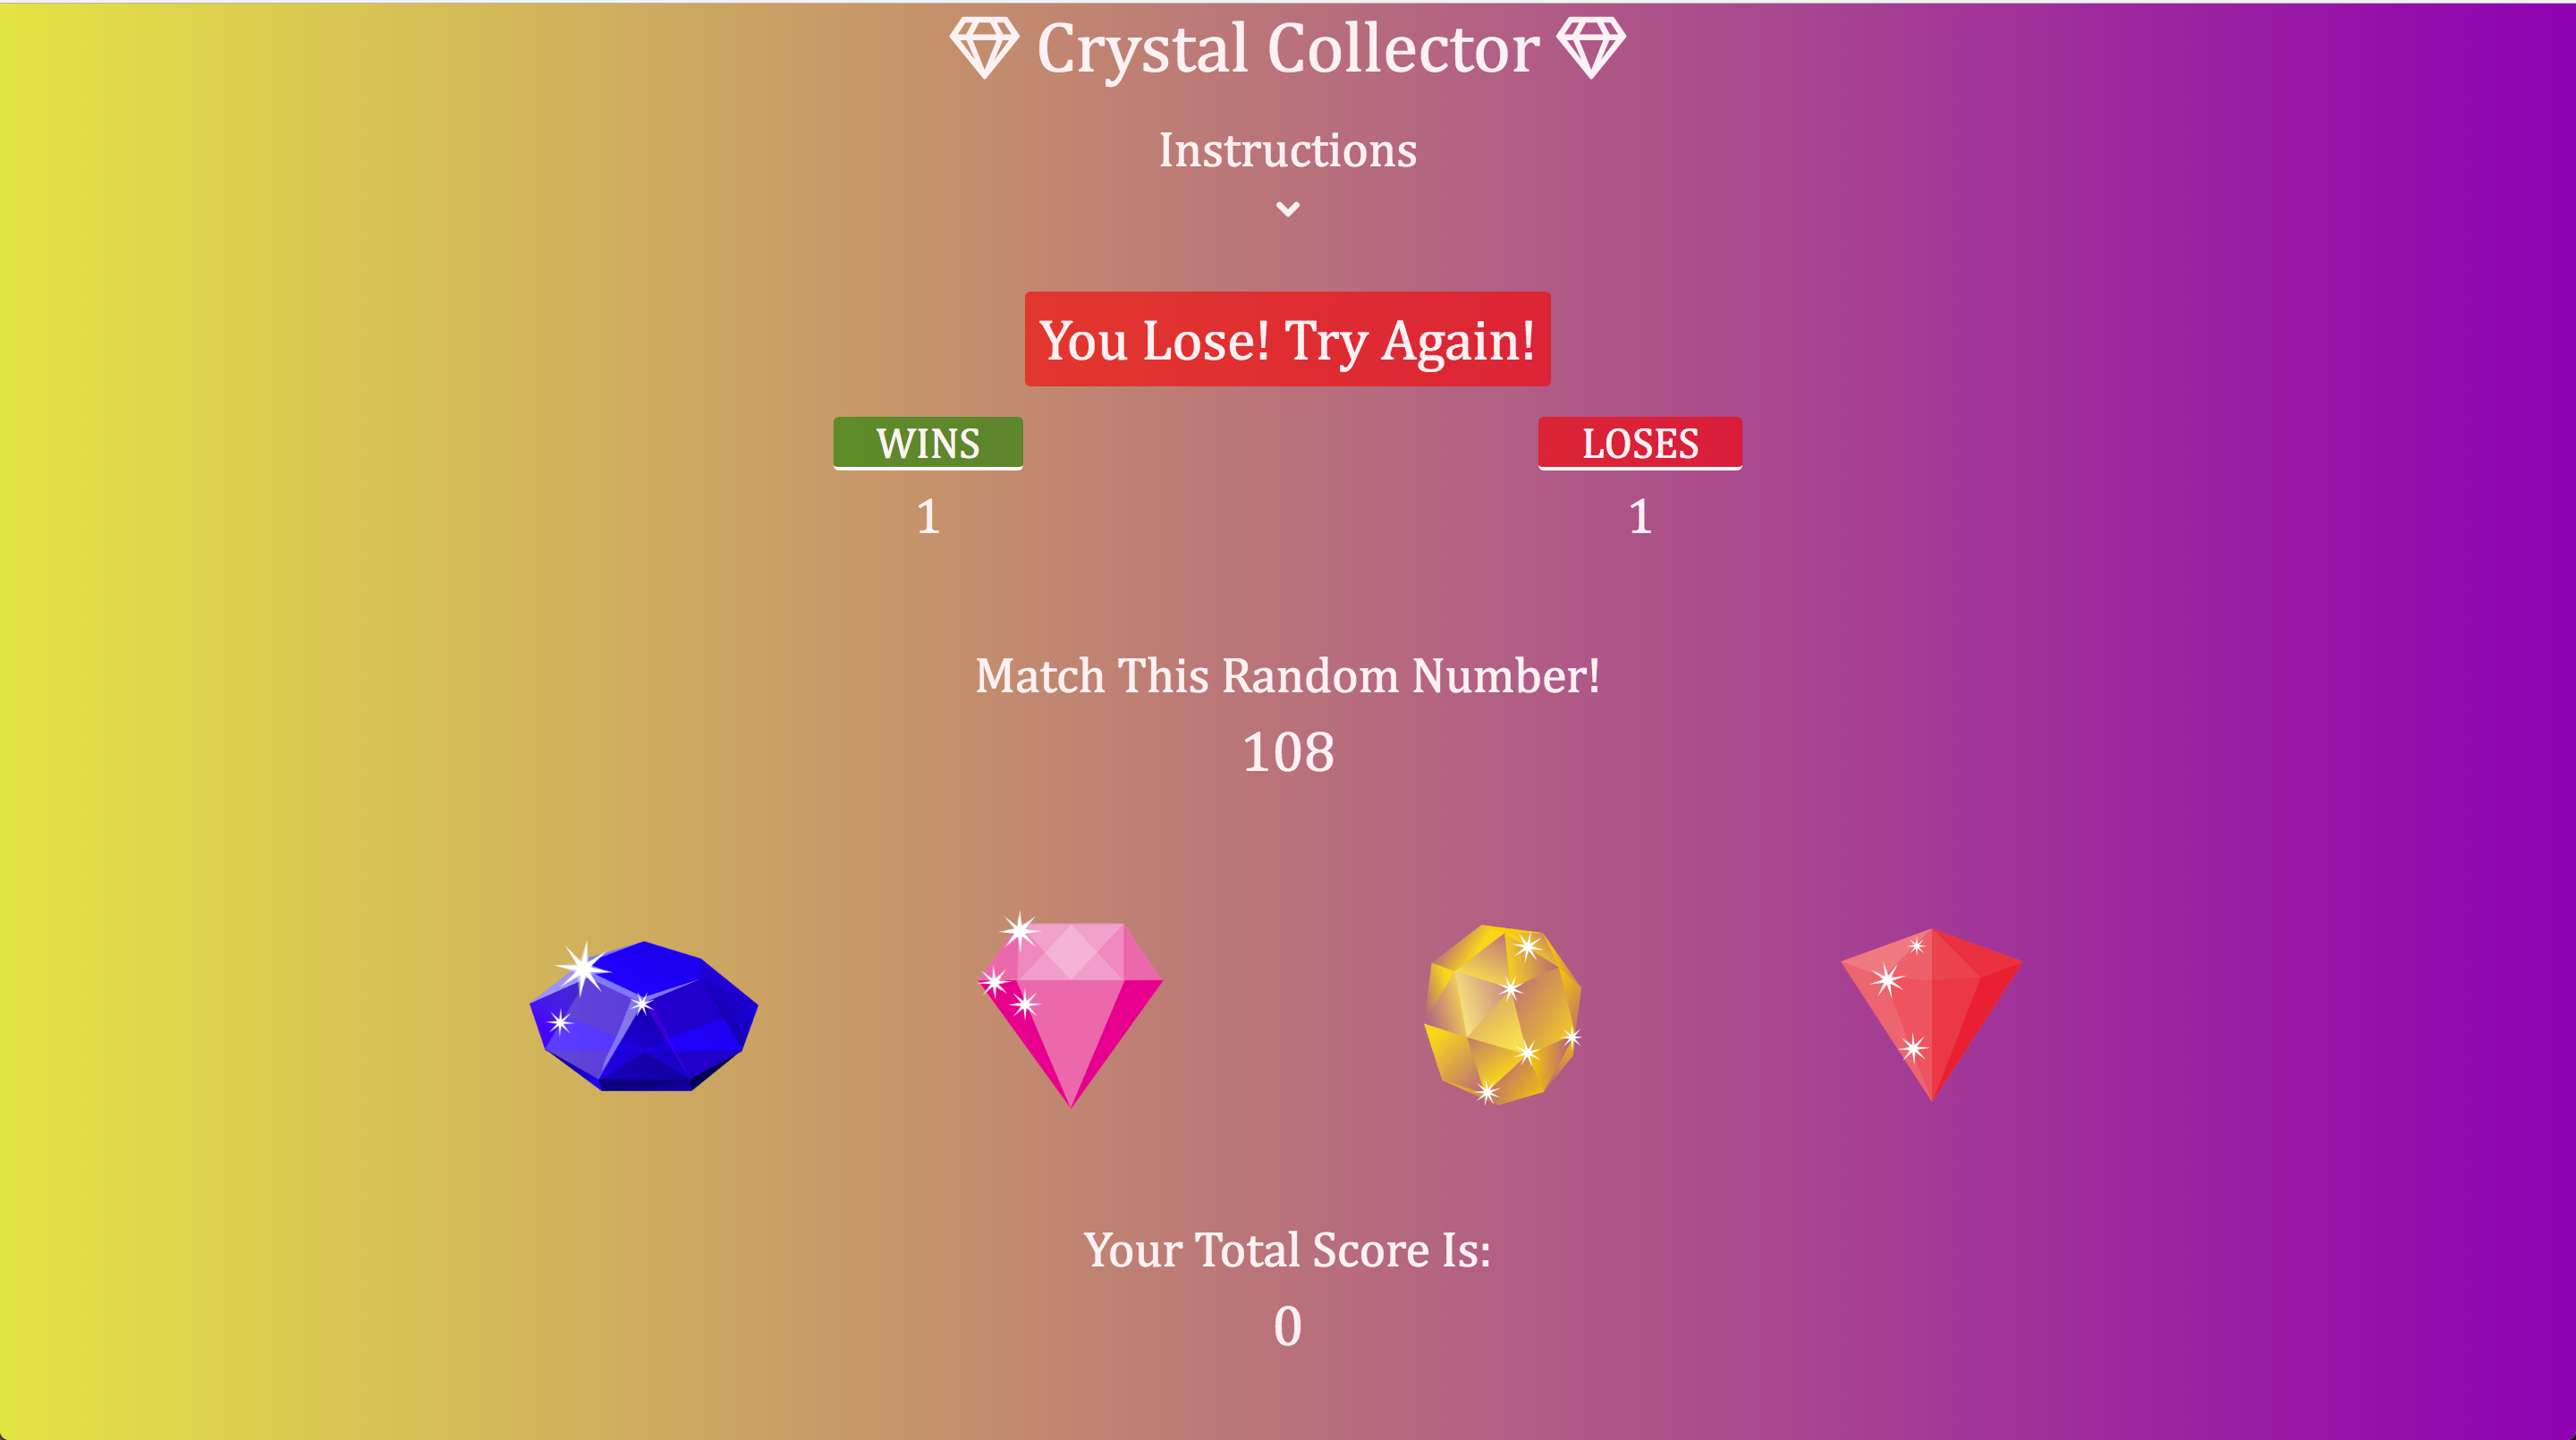 Crystal Collector
Instructions
You Lose! Try Again!
WINS
LOSES
1
1
Match This Random Number!
108
Your Total Score Is:
0